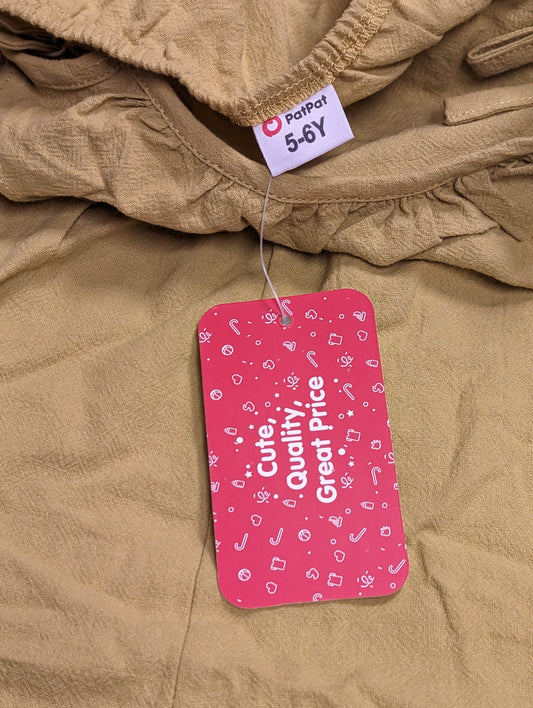 PatPat
5-6Y
Cute,
Quality,
Great Price